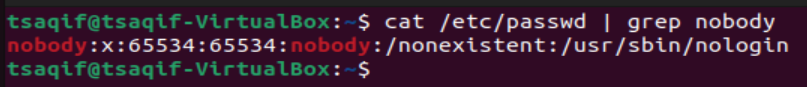 tsaqif@tsaqif-VirtualBox:~$ cat /etc/passwd | grep nobody
nobody:x:65534:65534:nobody:/nonexistent:/usr/sbin/nologin
tsaqif@tsaqif-VirtualBox:~$